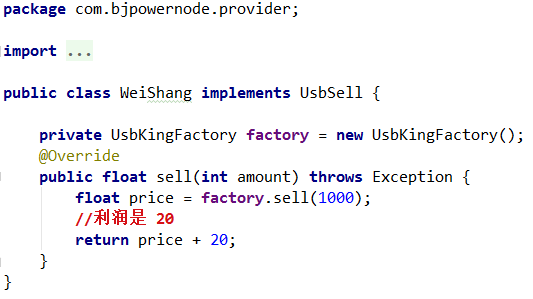 package com.bjpowernode.provider;
import ...
public class WeiShang implements UsbSell {
private UsbKingFactory factory = new UsbKingFactory();
@Override
public float sell(int amount) throws Exception {
float price = factory.sell(1000);
//利润是 20
return price + 20;
}
}